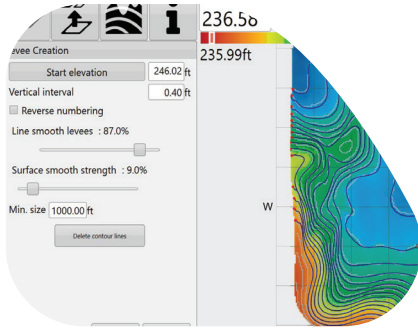 236.58
235.99ft
evee Creation
Start elevation 246.02 ft
Vertical interval 0.40 ft
Reverse numbering
Line smooth levees : 87.0%
Surface smooth strength : 9.0%
Min. size 1000.00 ft
Delete contour lines
W